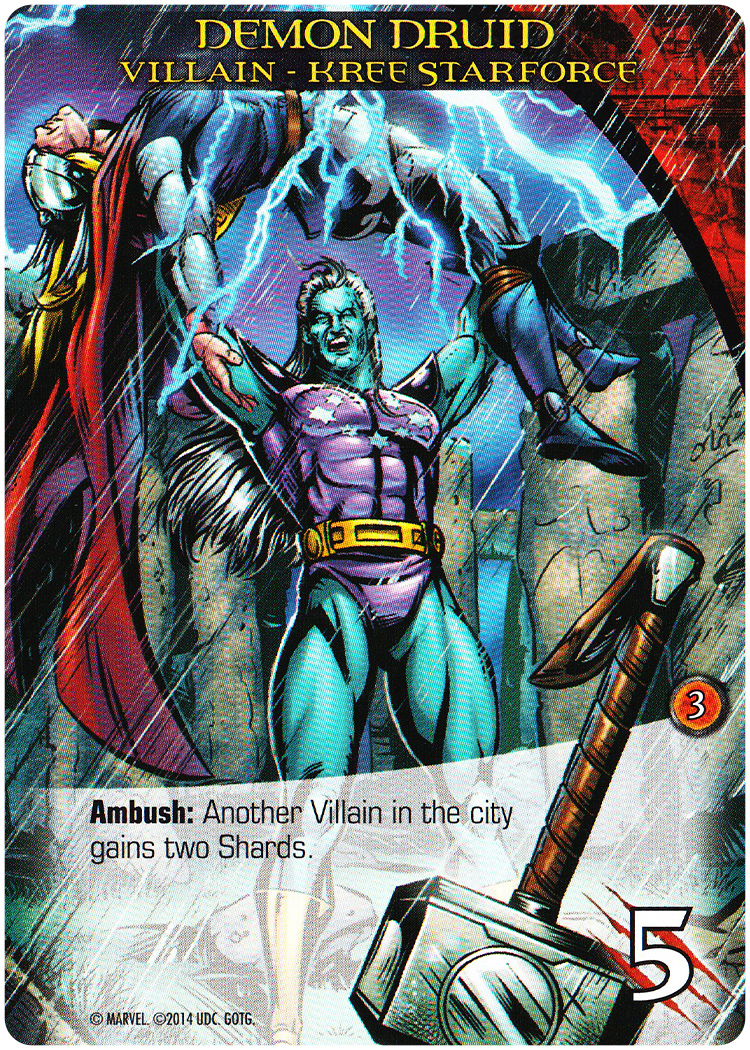 DEMON DRUID
VILLAIN - KREE STARFORCE
3
Ambush: Another Villain in the city
gains two Shards.
5
© MARVEL. ©2014 UDC. GOTG.